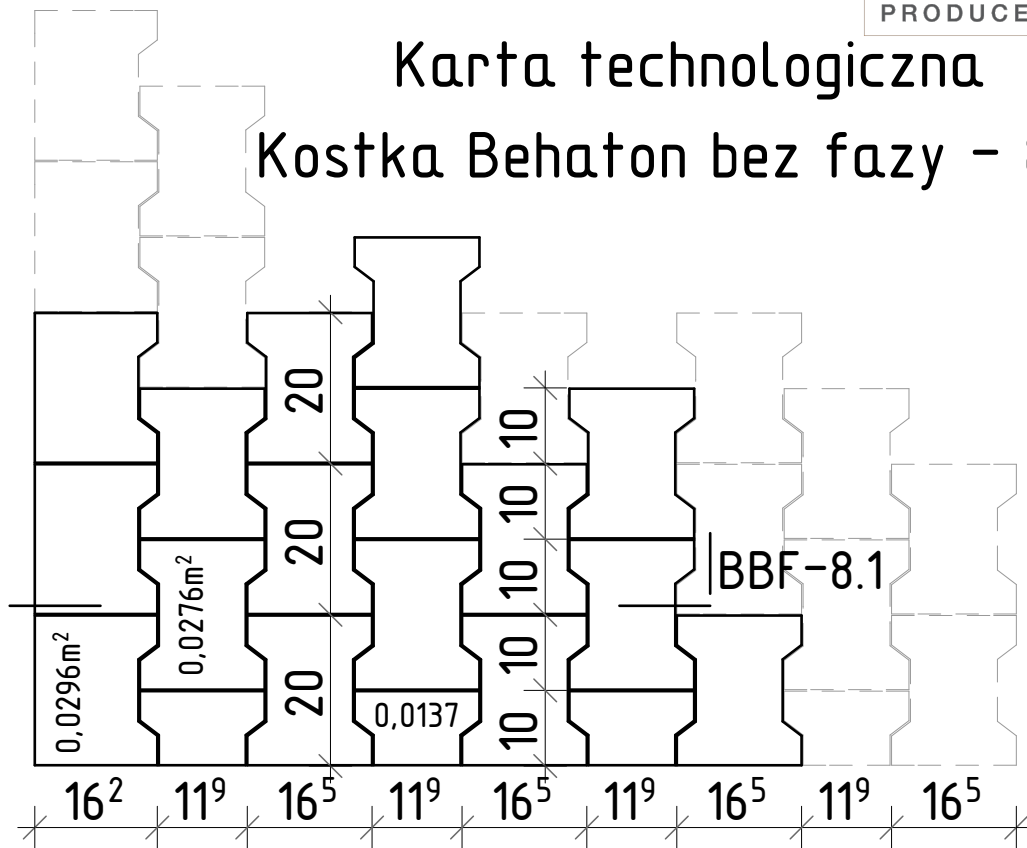 PRODUCE
Karta technologiczna
Kostka Behaton bez fazy -
20
10
20
10
BBF-8.1
0,0276m²
10
0,0296m²
20
10
0,0137
10
16² 11⁹ 16⁵ 11⁹ 16⁵ 11⁹ 16⁵ 11⁹ 16⁵